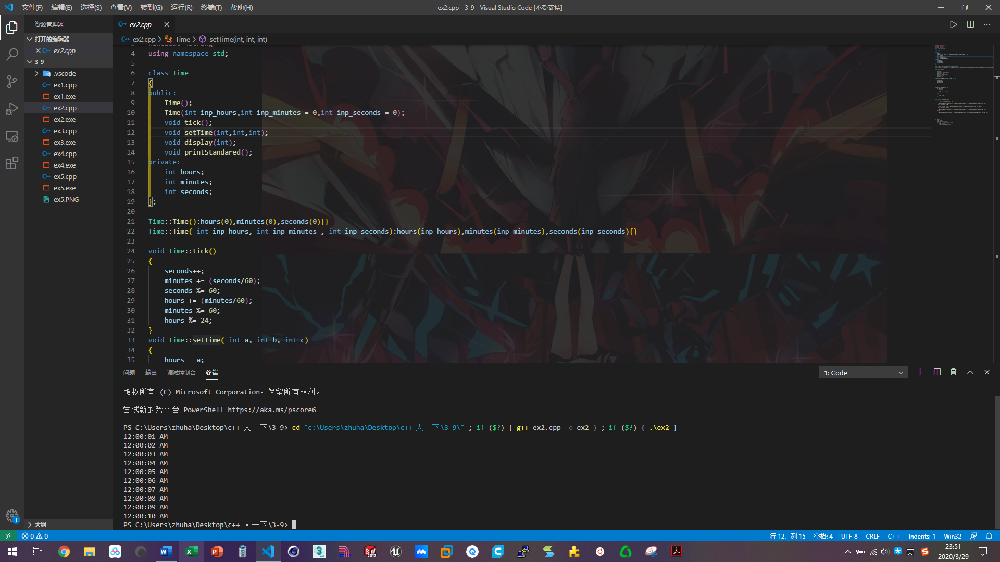 文件(F) 编辑(E) 选择(S) 查看(V) 转到(G) 运行(R) 终端(T) 帮助(H)
ex2.cpp - 3-9 - Visual Studio Code [不受支持]
资源管理器
打开的编辑器
ex2.cpp
3-9
.vscode
ex1.cpp
ex1.exe
ex2.cpp
ex2.exe
ex3.cpp
ex3.exe
ex4.cpp
ex4.exe
ex5.cpp
ex5.exe
ex5.PNG
大纲
ex2.cpp
ex2.cpp > Time > setTime(int, int, int)
4 using namespace std;
5
6 class Time
7 {
8 public:
9 Time();
10 Time(int inp_hours,int inp_minutes = 0,int inp_seconds = 0);
11 void tick();
12 void setTime(int,int,int);
13 void display(int);
14 void printStandared();
15 private:
16 int hours;
17 int minutes;
18 int seconds;
19 };
20
21 Time::Time():hours(0),minutes(0),seconds(0){}
22 Time::Time( int inp_hours, int inp_minutes , int inp_seconds):hours(inp_hours),minutes(inp_minutes),seconds(inp_seconds){}
23
24 void Time::tick()
25 {
26 seconds++;
27 minutes += (seconds/60);
28 seconds %= 60;
29 hours += (minutes/60);
30 minutes %= 60;
31 hours %= 24;
32 }
33 void Time::setTime( int a, int b, int c)
34 {
35 hours = a;
问题 输出 调试控制台 终端
1: Code
版权所有 (C) Microsoft Corporation。保留所有权利。
尝试新的跨平台 PowerShell https://aka.ms/pscore6
PS C:\Users\zhuha\Desktop\c++ 大一下\3-9> cd "c:\Users\zhuha\Desktop\c++ 大一下\3-9\" ; if ($?) { g++ ex2.cpp -o ex2 } ; if ($?) { .\ex2 }
12:00:01 AM
12:00:02 AM
12:00:03 AM
12:00:04 AM
12:00:05 AM
12:00:06 AM
12:00:07 AM
12:00:08 AM
12:00:09 AM
12:00:10 AM
PS C:\Users\zhuha\Desktop\c++ 大一下\3-9>
0 0
行 12，列 15 空格: 4 UTF-8 CRLF C++ Indents: 1 Win32
英
23:51
2020/3/29